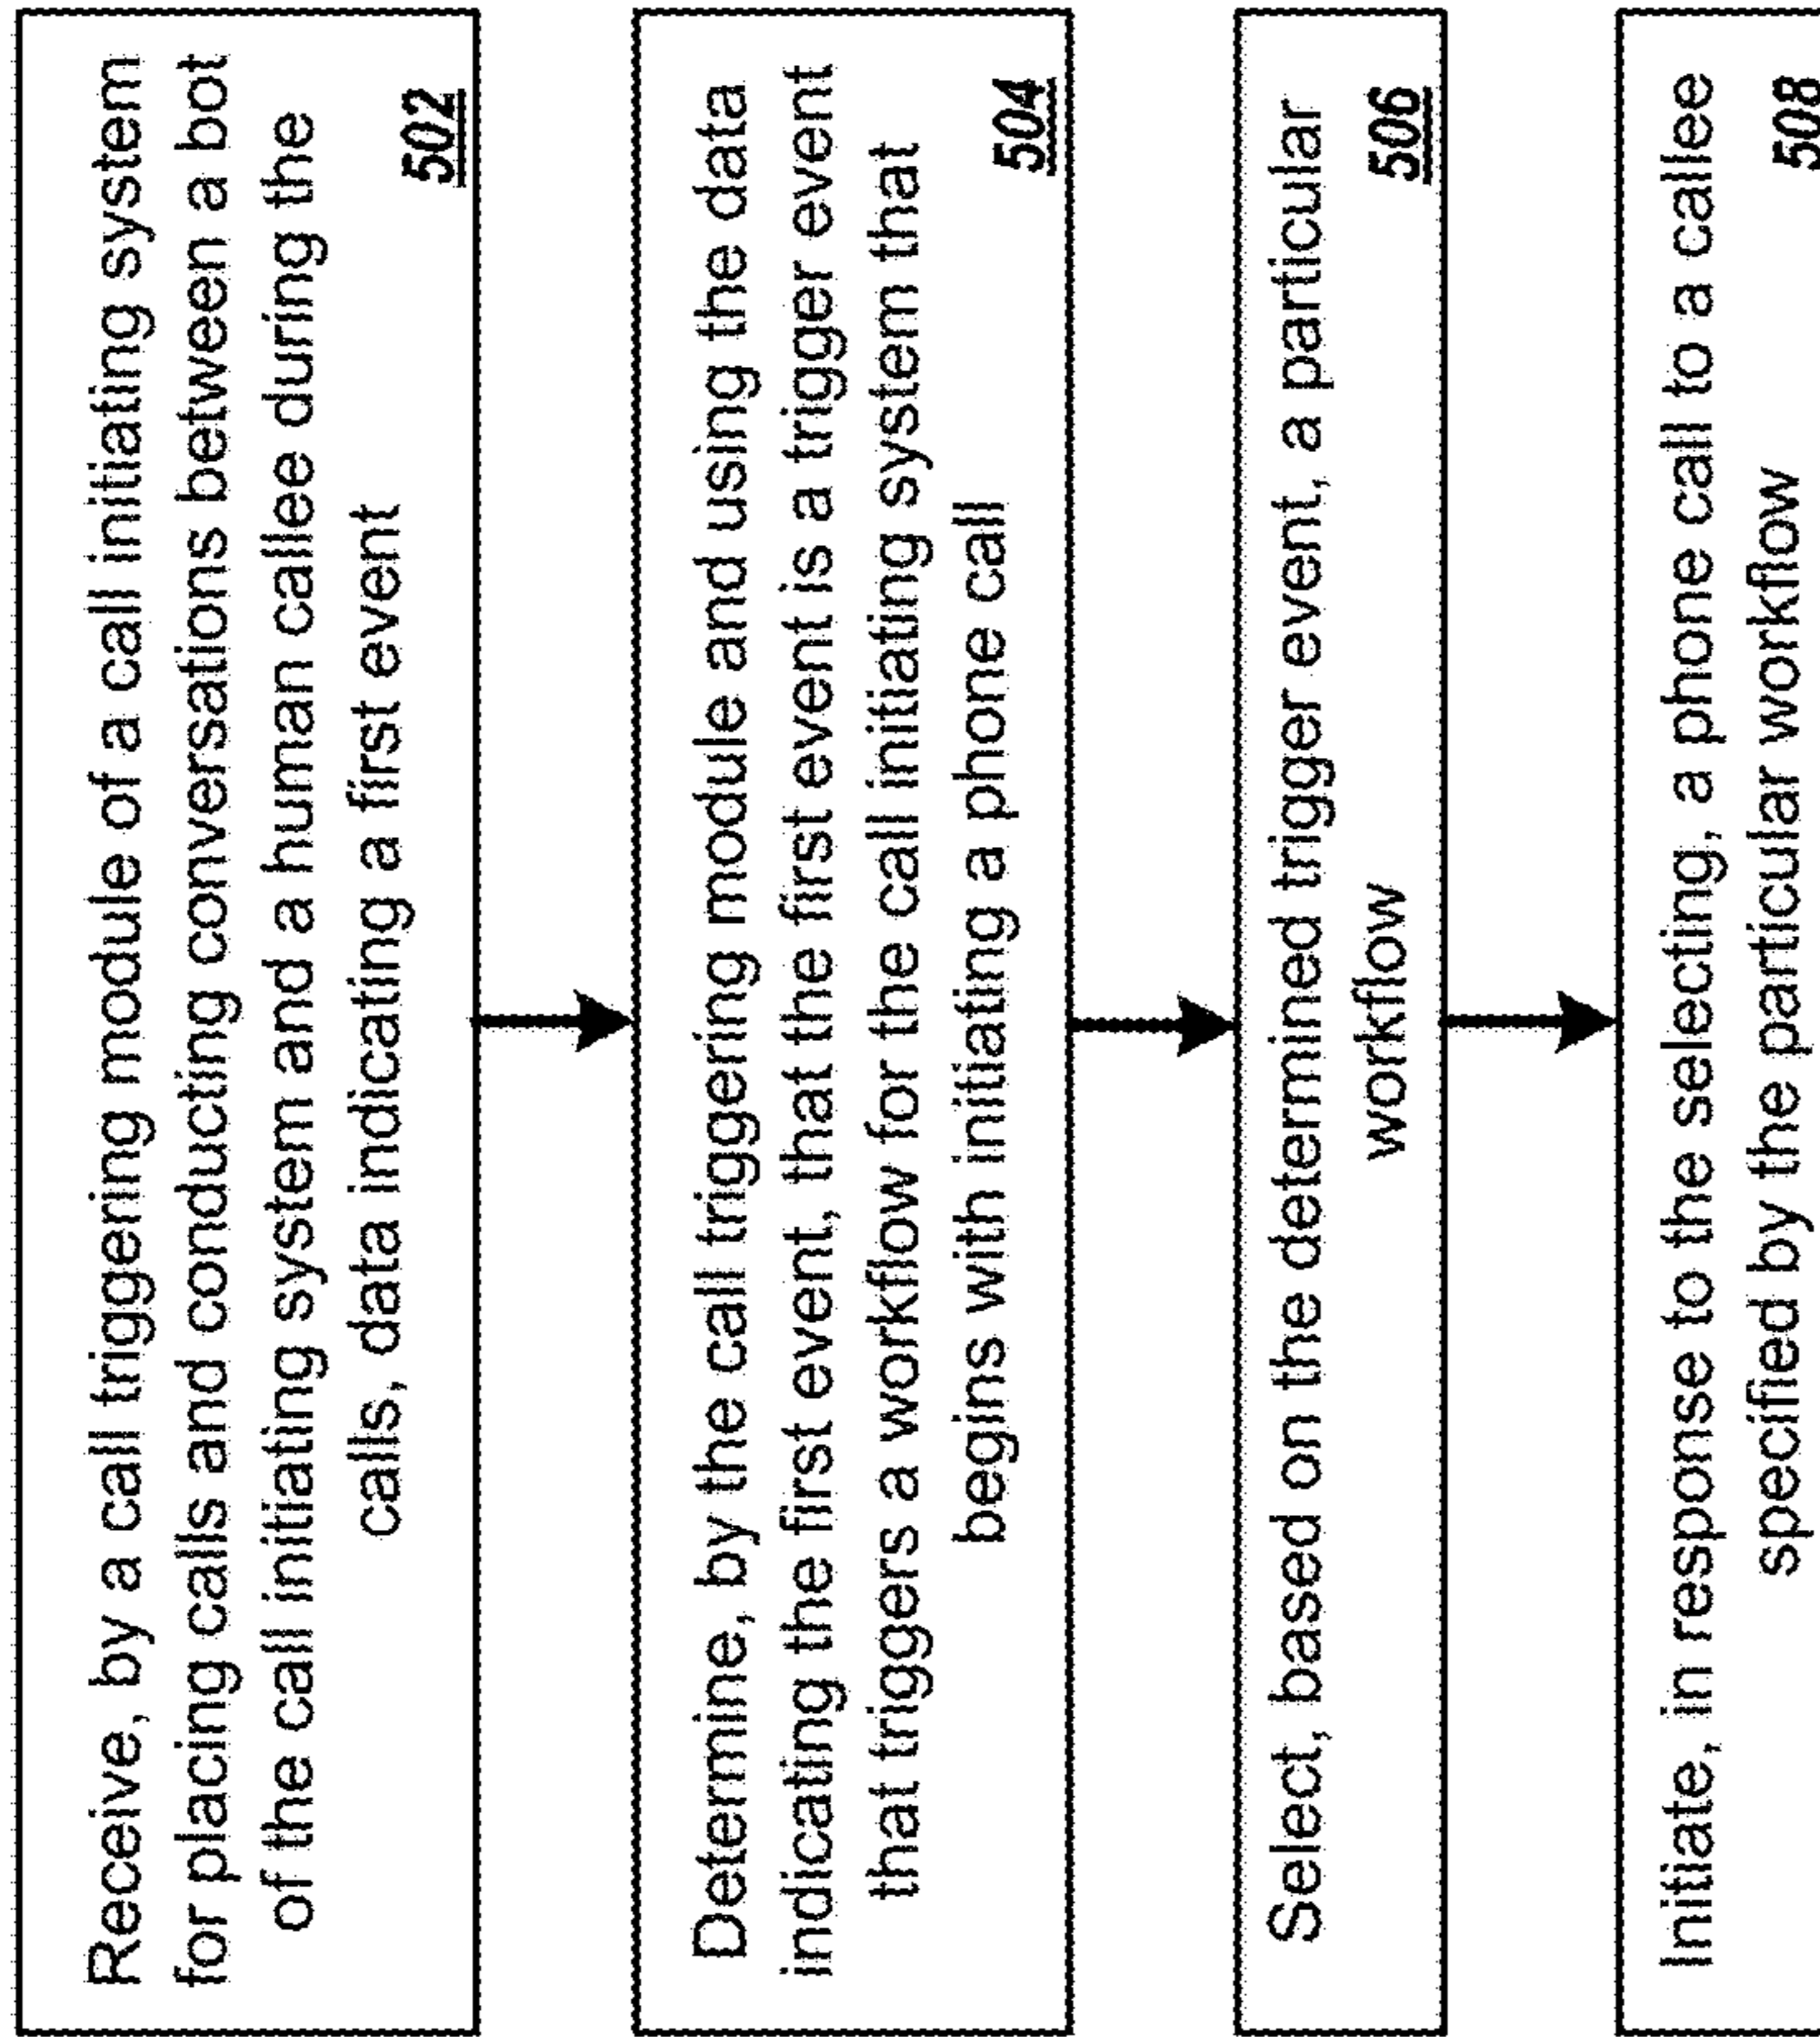 Receive, by a call triggering module of a call initiating system
for placing calls and conducting conversations between a bot
of the call initiating system and a human callee during the
calls, data indicating a first event
502
Determine, by the call triggering module and using the data
indicating the first event, that the first event is a trigger event
that triggers a workflow for the call initiating system that
begins with initiating a phone call
504
Select, based on the determined trigger event, a particular
workflow
506
Initiate, in response to the selecting, a phone call to a callee
specified by the particular workflow
508